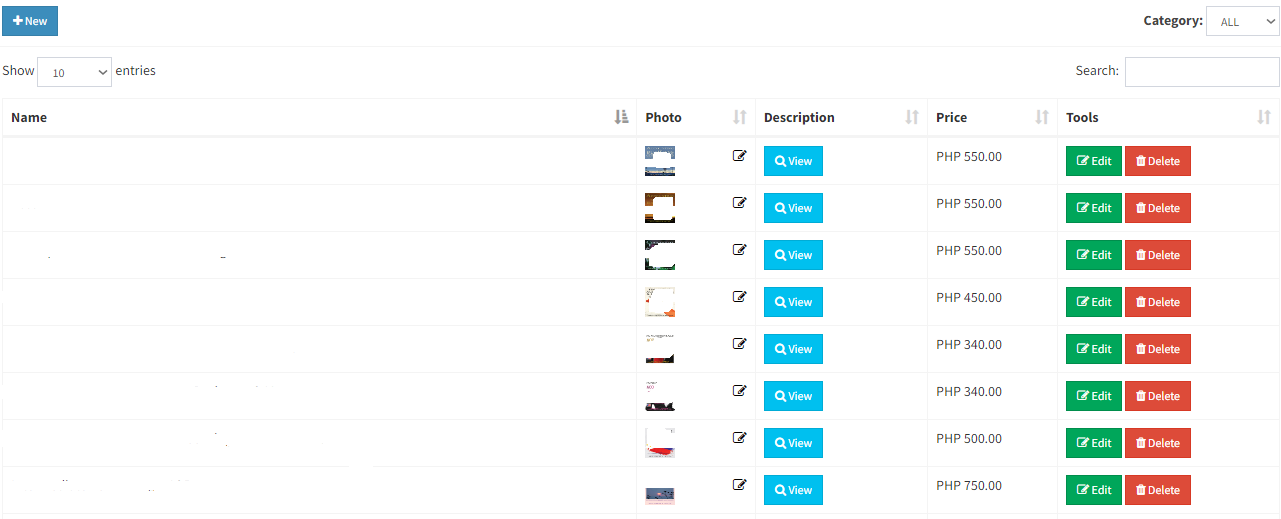 New
Category: ALL
Show 10 entries
Search:
Name Photo Description Price Tools
View PHP 550.00 Edit Delete
View PHP 550.00 Edit Delete
View PHP 550.00 Edit Delete
View PHP 450.00 Edit Delete
View PHP 340.00 Edit Delete
View PHP 340.00 Edit Delete
View PHP 500.00 Edit Delete
View PHP 750.00 Edit Delete